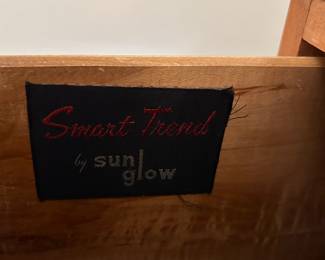 Smart Trend
by sun
glow